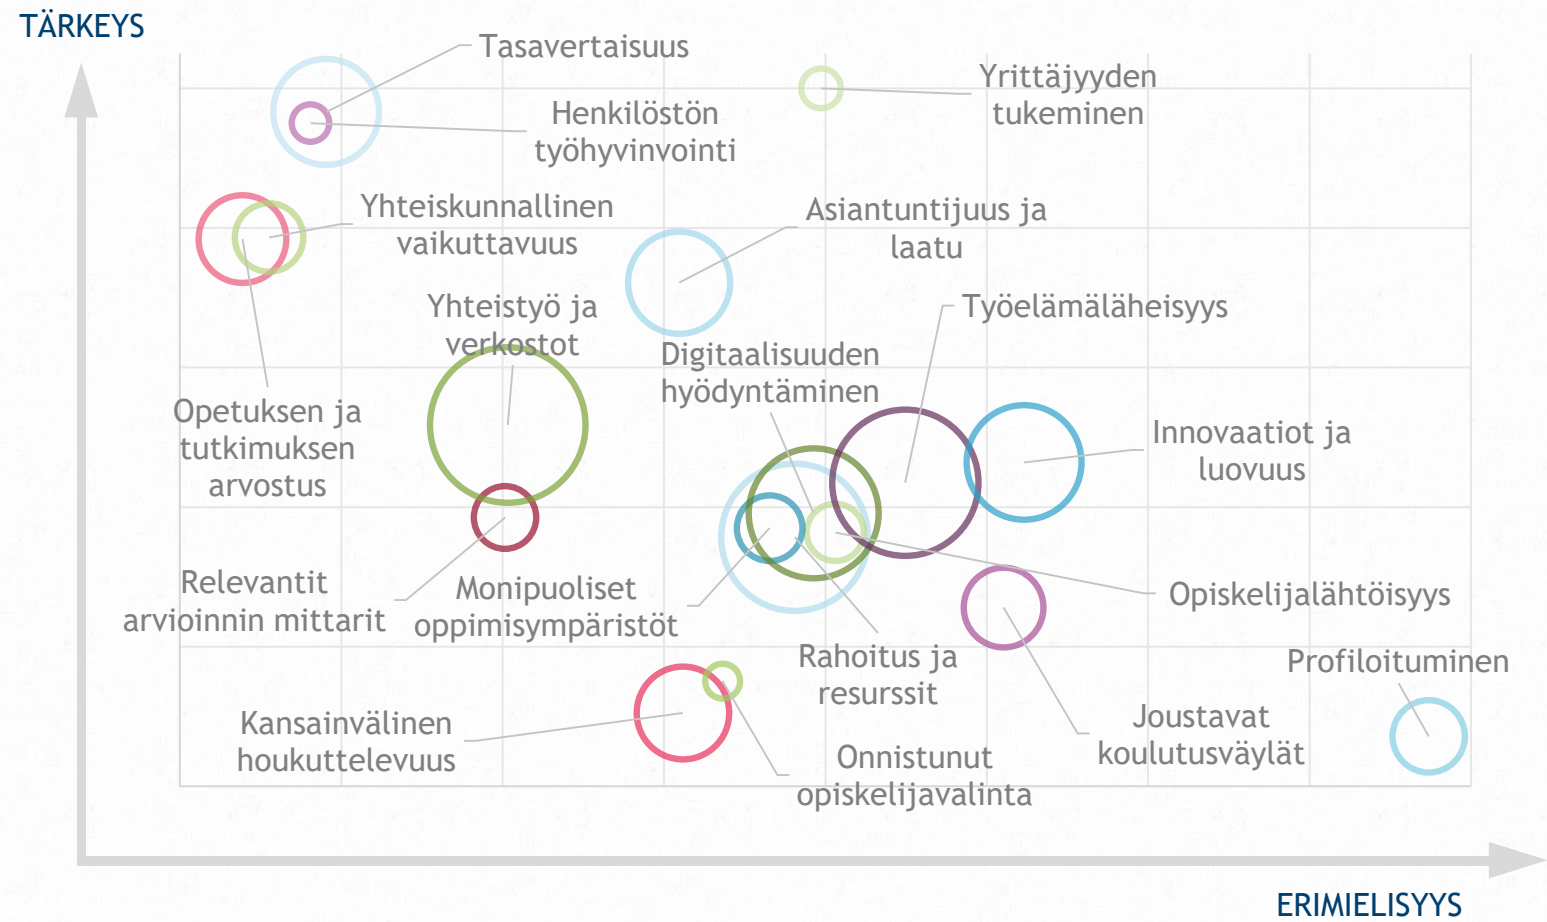 TÄRKEYS
Tasavertaisuus
Yrittäjyyden
tukeminen
Henkilöstön
työhyvinvointi
Yhteiskunnallinen
vaikuttavuus
Asiantuntijuus ja
laatu
Yhteistyö ja
verkostot
Työelämäläheisyys
Digitaalisuuden
hyödyntäminen
Opetuksen ja
tutkimuksen
arvostus
Innovaatiot ja
luovuus
Relevantit
arvioinnin mittarit
Monipuoliset
oppimisympäristöt
Opiskelijalähtöisyys
Rahoitus ja
resurssit
Profiloituminen
Kansainvälinen
houkuttelevuus
Joustavat
koulutusväylät
Onnistunut
opiskelijavalinta
ERIMIELISYYS